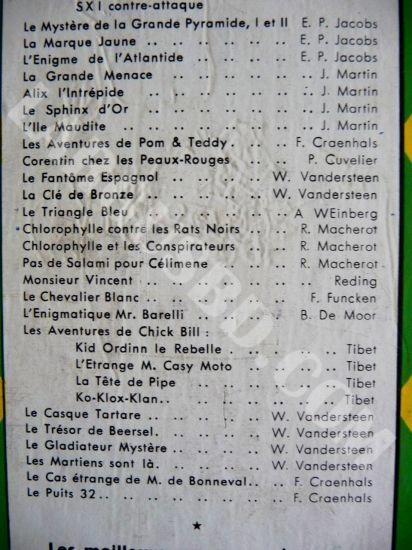 SX1 contre-attaque
Le Mystère de la Grande Pyramide, I et II E. P. Jacobs
La Marque Jaune .. .. .. .. .. E. P. Jacobs
L'Enigme de l'Atlantide .. .. .. .. E. P. Jacobs
La Grande Menace .. .. .. .. .. J. Martin
Alix l'Intrépide .. .. .. .. .. J. Martin
Le Sphinx d'Or .. .. .. .. .. J. Martin
L'Ile Maudite .. .. .. .. .. J. Martin
Les Aventures de Pom & Teddy .. .. F. Craenhals
Corentin chez les Peaux-Rouges .. .. P. Cuvelier
Le Fantôme Espagnol .. .. .. W. Vandersteen
La Clé de Bronze .. .. .. .. W. Vandersteen
Le Triangle Bleu .. .. .. .. A WEinberg
Chlorophylle contre les Rats Noirs .. .. R. Macherot
Chlorophylle et les Conspirateurs .. .. R. Macherot
Pas de Salami pour Célimene .. .. R. Macherot
Monsieur Vincent .. .. .. .. .. Reding
Le Chevalier Blanc .. .. .. .. F. Funcken
L'Enigmatique Mr. Barelli .. .. .. B. De Moor
Les Aventures de Chick Bill :
Kid Ordinn le Rebelle .. .. .. .. Tibet
L'Etrange M. Casy Moto .. .. .. Tibet
La Tête de Pipe .. .. .. .. Tibet
Ko-Klox-Klan .. .. .. .. .. Tibet
Le Casque Tartare .. .. .. .. W. Vandersteen
Le Trésor de Beersel. .. .. .. W. Vandersteen
Le Gladiateur Mystère .. .. .. W. Vandersteen
Les Martiens sont là. .. .. .. W. Vandersteen
Le Cas étrange de M. de Bonneval .. .. F. Craenhals
Le Puits 32 .. .. .. .. .. F. Craenhals